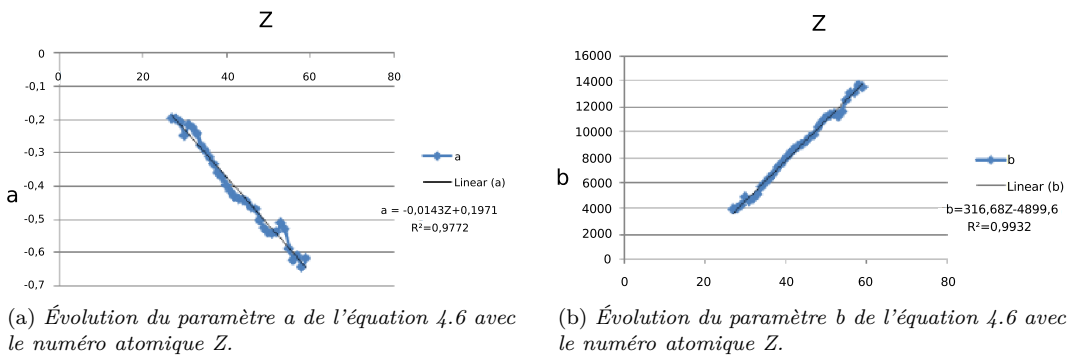 Z
0
0
20
40
60
80
-0,1
-0,2
-0,3
-0,4
-0,5
-0,6
-0,7
a
a
Linear (a)
a = -0,0143Z+0,1971
R²=0,9772
(a) Évolution du paramètre a de l'équation 4.6 avec
le numéro atomique Z.
Z
16000
14000
12000
10000
8000
6000
4000
2000
0
0
20
40
60
80
b
b
Linear (b)
b=316,68Z-4899,6
R²=0,9932
(b) Évolution du paramètre b de l'équation 4.6 avec
le numéro atomique Z.